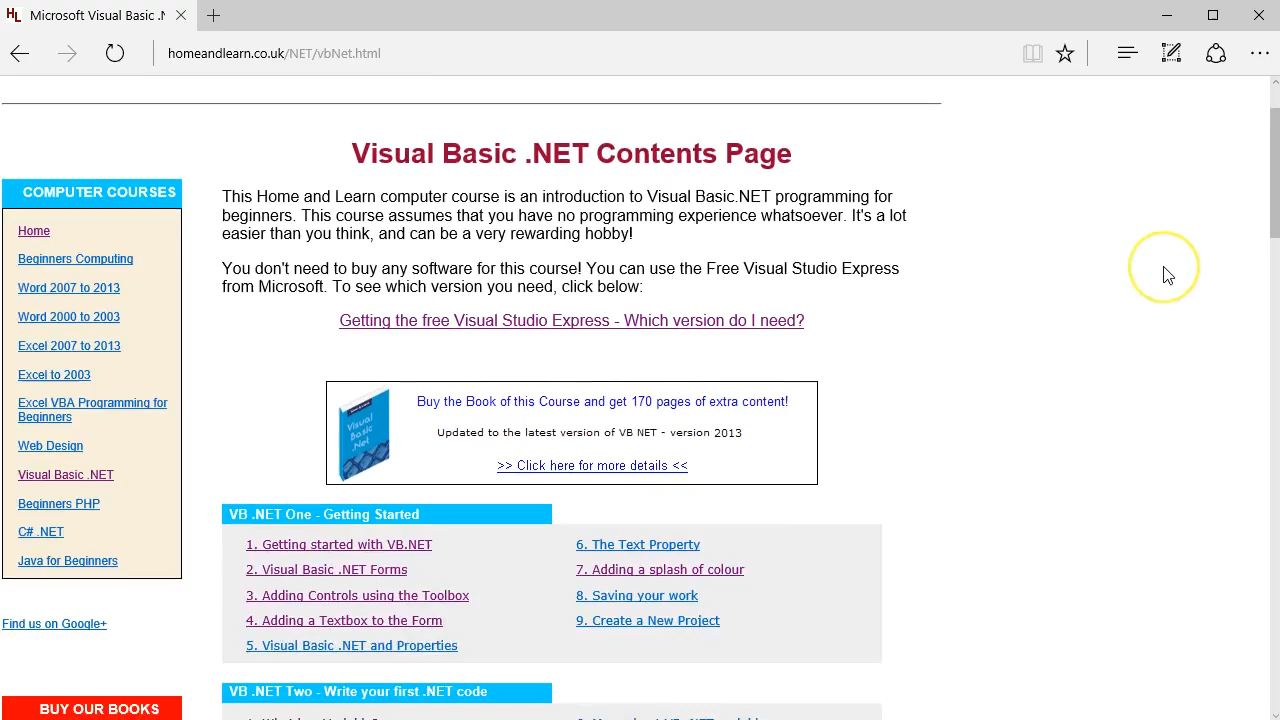 HL Microsoft Visual Basic .N
homeandlearn.co.uk/NET/vbNet.html
Visual Basic .NET Contents Page
COMPUTER COURSES
Home
Beginners Computing
Word 2007 to 2013
Word 2000 to 2003
Excel 2007 to 2013
Excel to 2003
Excel VBA Programming for
Beginners
Web Design
Visual Basic .NET
Beginners PHP
C# .NET
Java for Beginners
Find us on Google+
BUY OUR BOOKS
This Home and Learn computer course is an introduction to Visual Basic.NET programming for
beginners. This course assumes that you have no programming experience whatsoever. It's a lot
easier than you think, and can be a very rewarding hobby!
You don't need to buy any software for this course! You can use the Free Visual Studio Express
from Microsoft. To see which version you need, click below:
Getting the free Visual Studio Express - Which version do I need?
Visual
Basic
.Net
Buy the Book of this Course and get 170 pages of extra content!
Updated to the latest version of VB NET - version 2013
>> Click here for more details <<
VB .NET One - Getting Started
1. Getting started with VB.NET
2. Visual Basic .NET Forms
3. Adding Controls using the Toolbox
4. Adding a Textbox to the Form
5. Visual Basic .NET and Properties
6. The Text Property
7. Adding a splash of colour
8. Saving your work
9. Create a New Project
VB .NET Two - Write your first .NET code